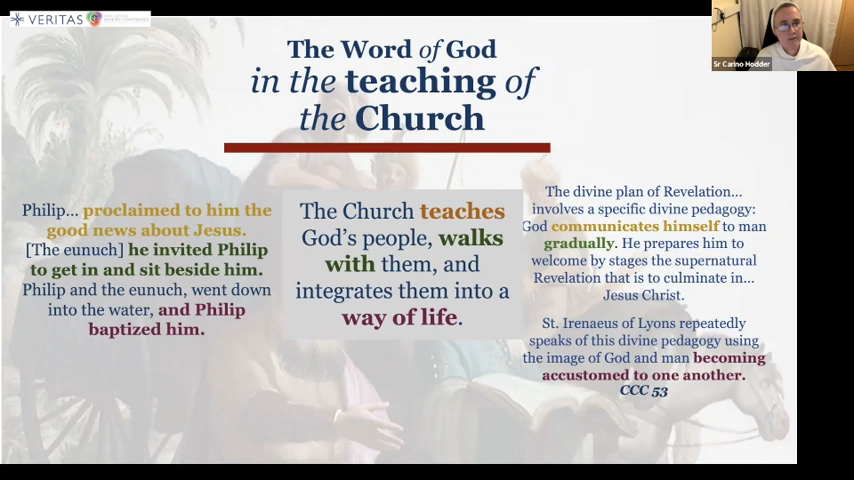 VERITAS
Sr Carino Hodder
The Word of God
in the teaching of
the Church
Philip... proclaimed to him the
good news about Jesus.
[The eunuch] he invited Philip
to get in and sit beside him.
Philip and the eunuch, went down
into the water, and Philip
baptized him.
The Church teaches
God's people, walks
with them, and
integrates them into a
way of life.
The divine plan of Revelation...
involves a specific divine pedagogy:
God communicates himself to man
gradually. He prepares him to
welcome by stages the supernatural
Revelation that is to culminate in...
Jesus Christ.
St. Irenaeus of Lyons repeatedly
speaks of this divine pedagogy using
the image of God and man becoming
accustomed to one another.
CCC 53